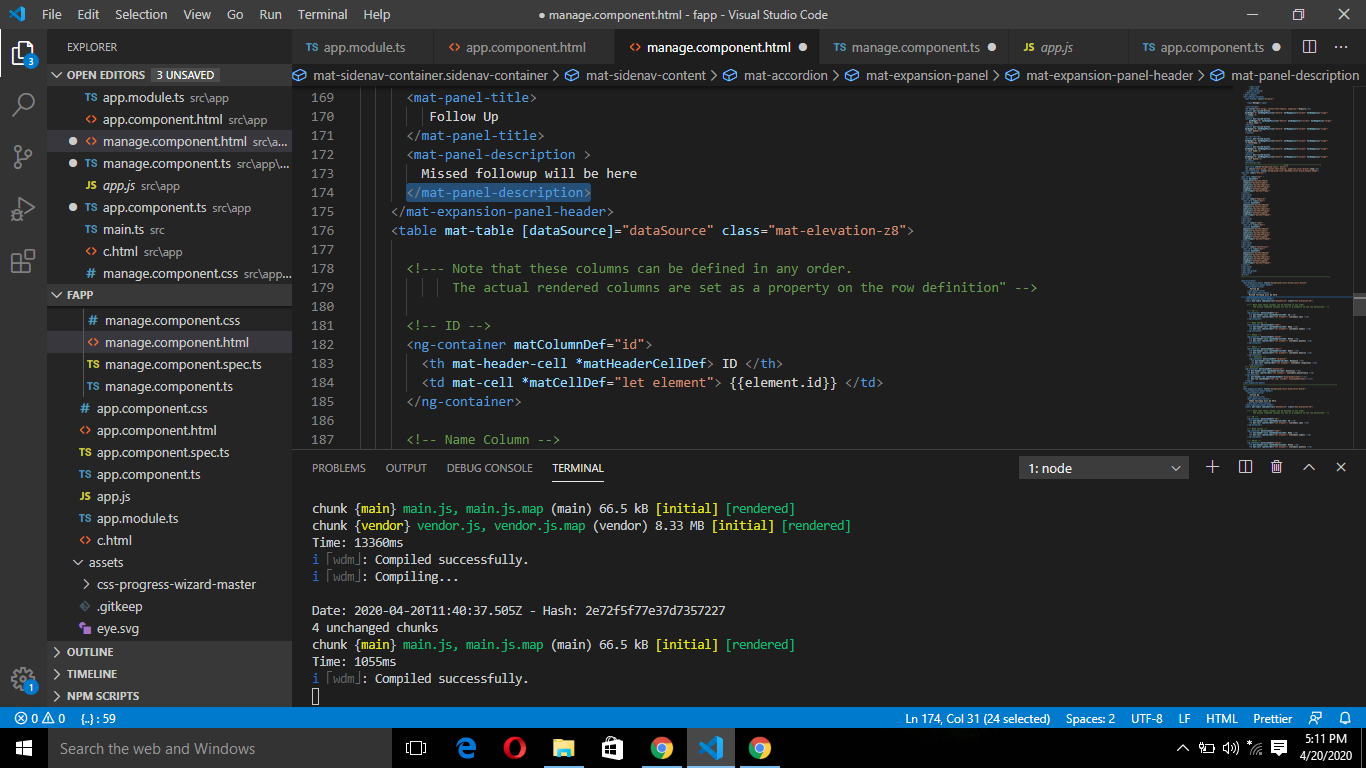 File Edit Selection View Go Run Terminal Help
● manage.component.html - fapp - Visual Studio Code
EXPLORER
OPEN EDITORS 3 UNSAVED
TS app.module.ts src\app
<> app.component.html src\app
● <> manage.component.html src\a...
● TS manage.component.ts src\app\...
JS app.js src\app
● TS app.component.ts src\app
TS main.ts src
<> c.html src\app
# manage.component.css src\app...
FAPP
# manage.component.css
<> manage.component.html
TS manage.component.spec.ts
TS manage.component.ts
# app.component.css
<> app.component.html
TS app.component.spec.ts
TS app.component.ts
JS app.js
TS app.module.ts
<> c.html
assets
css-progress-wizard-master
.gitkeep
eye.svg
OUTLINE
TIMELINE
NPM SCRIPTS
3
1
TS app.module.ts <> app.component.html <> manage.component.html ● TS manage.component.ts ● JS app.js TS app.component.ts ● ...
mat-sidenav-container.sidenav-container > mat-sidenav-content > mat-accordion > mat-expansion-panel > mat-expansion-panel-header > mat-panel-description
169 <mat-panel-title>
170 Follow Up
171 </mat-panel-title>
172 <mat-panel-description >
173 Missed followup will be here
174 </mat-panel-description>
175 </mat-expansion-panel-header>
176 <table mat-table [dataSource]="dataSource" class="mat-elevation-z8">
177
178 <!--- Note that these columns can be defined in any order.
179 The actual rendered columns are set as a property on the row definition" -->
180
181 <!-- ID -->
182 <ng-container matColumnDef="id">
183 <th mat-header-cell *matHeaderCellDef> ID </th>
184 <td mat-cell *matCellDef="let element"> {{element.id}} </td>
185 </ng-container>
186
187 <!-- Name Column -->
PROBLEMS OUTPUT DEBUG CONSOLE TERMINAL 1: node
chunk {main} main.js, main.js.map (main) 66.5 kB [initial] [rendered]
chunk {vendor} vendor.js, vendor.js.map (vendor) 8.33 MB [initial] [rendered]
Time: 13360ms
i ｢wdm｣: Compiled successfully.
i ｢wdm｣: Compiling...
Date: 2020-04-20T11:40:37.505Z - Hash: 2e72f5f77e37d7357227
4 unchanged chunks
chunk {main} main.js, main.js.map (main) 66.5 kB [initial] [rendered]
Time: 1055ms
i ｢wdm｣: Compiled successfully.
0 0 {..} : 59 Ln 174, Col 31 (24 selected) Spaces: 2 UTF-8 LF HTML Prettier
Search the web and Windows
5:11 PM
4/20/2020